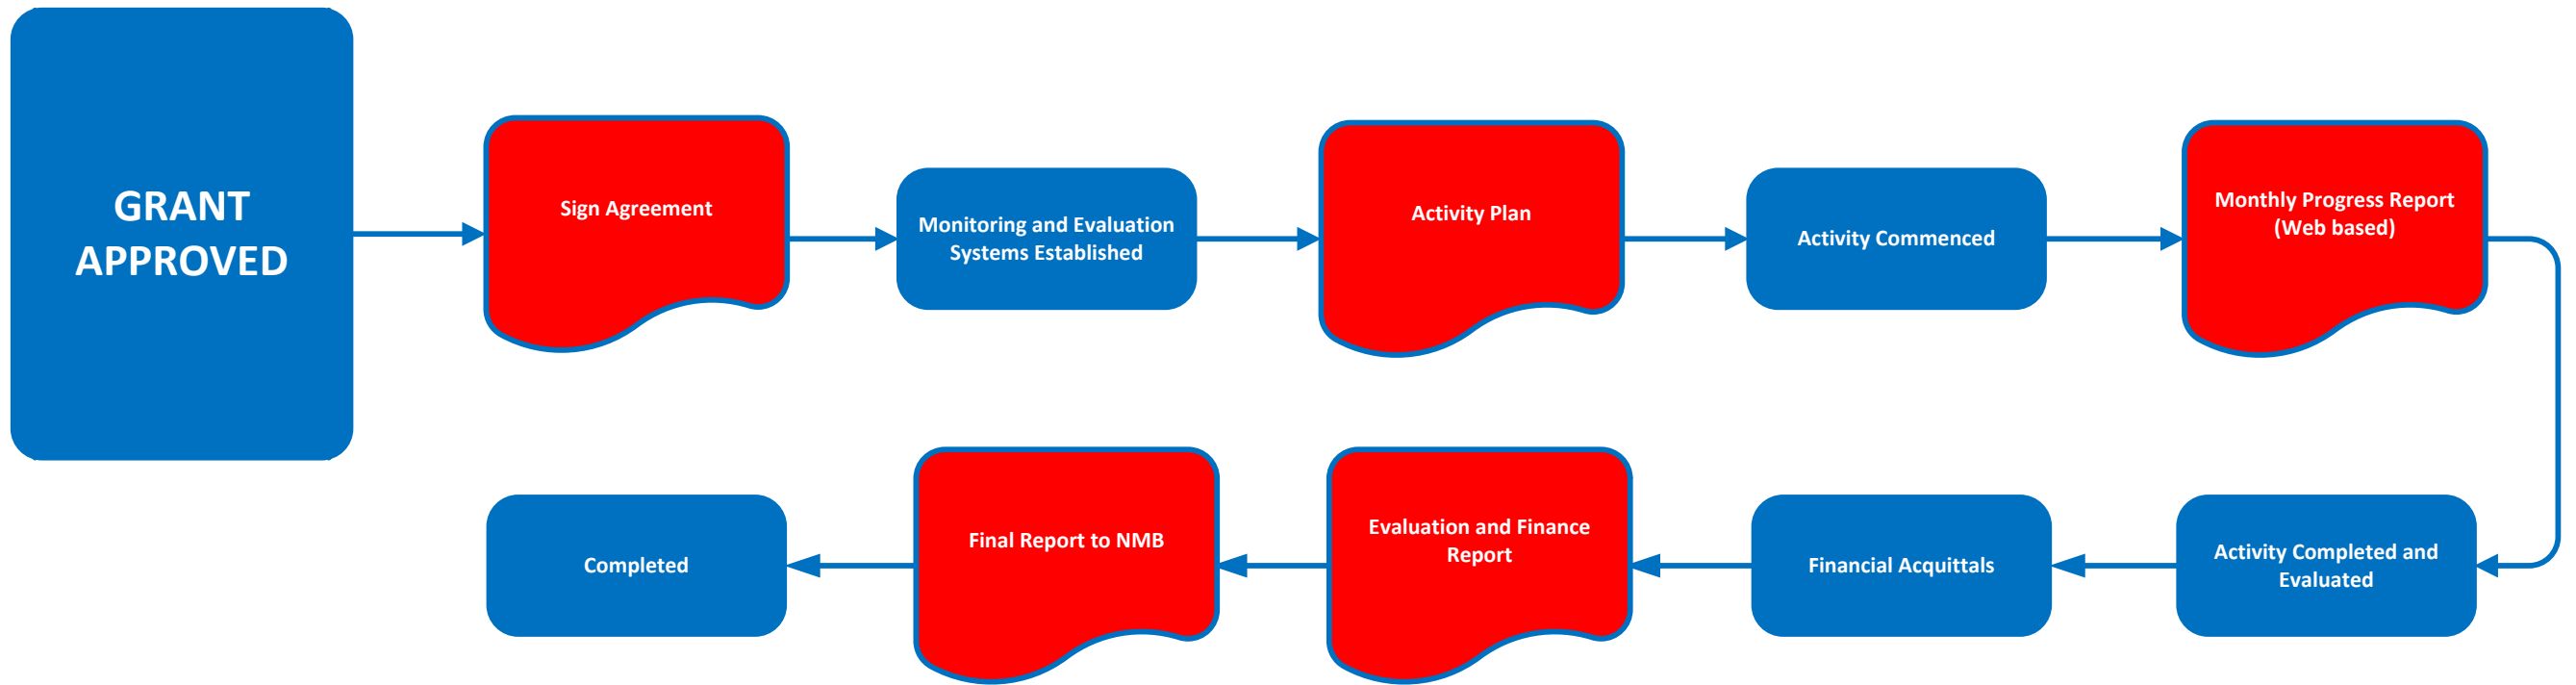 GRANT
APPROVED
Sign Agreement
Monitoring and Evaluation
Systems Established
Activity Plan
Activity Commenced
Monthly Progress Report
(Web based)
Activity Completed and
Evaluated
Financial Acquittals
Evaluation and Finance
Report
Final Report to NMB
Completed